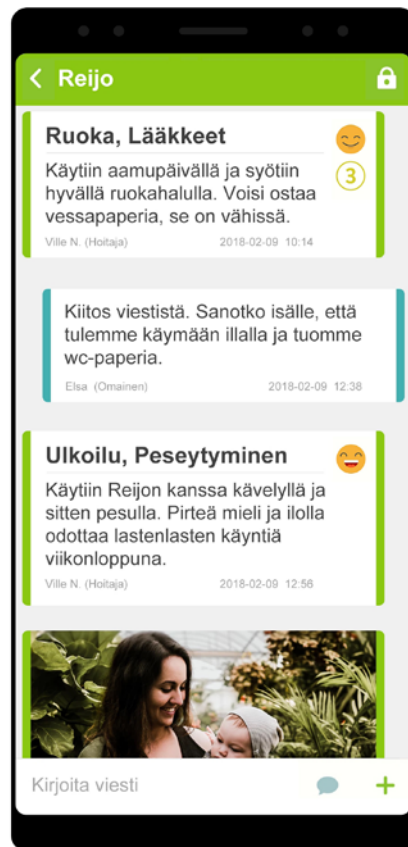 Reijo
Ruoka, Lääkkeet
Käytiin aamupäivällä ja syötiin
hyvällä ruokahalulla. Voisi ostaa
vessapaperia, se on vähissä.
3
Ville N. (Hoitaja) 2018-02-09 10:14
Kiitos viestistä. Sanotko isälle, että
tulemme käymään illalla ja tuomme
wc-paperia.
Elsa (Omainen) 2018-02-09 12:38
Ulkoilu, Peseytyminen
Käytiin Reijon kanssa kävelyllä ja
sitten pesulla. Pirteä mieli ja ilolla
odottaa lastenlasten käyntiä
viikonloppuna.
Ville N. (Hoitaja) 2018-02-09 12:56
Kirjoita viesti